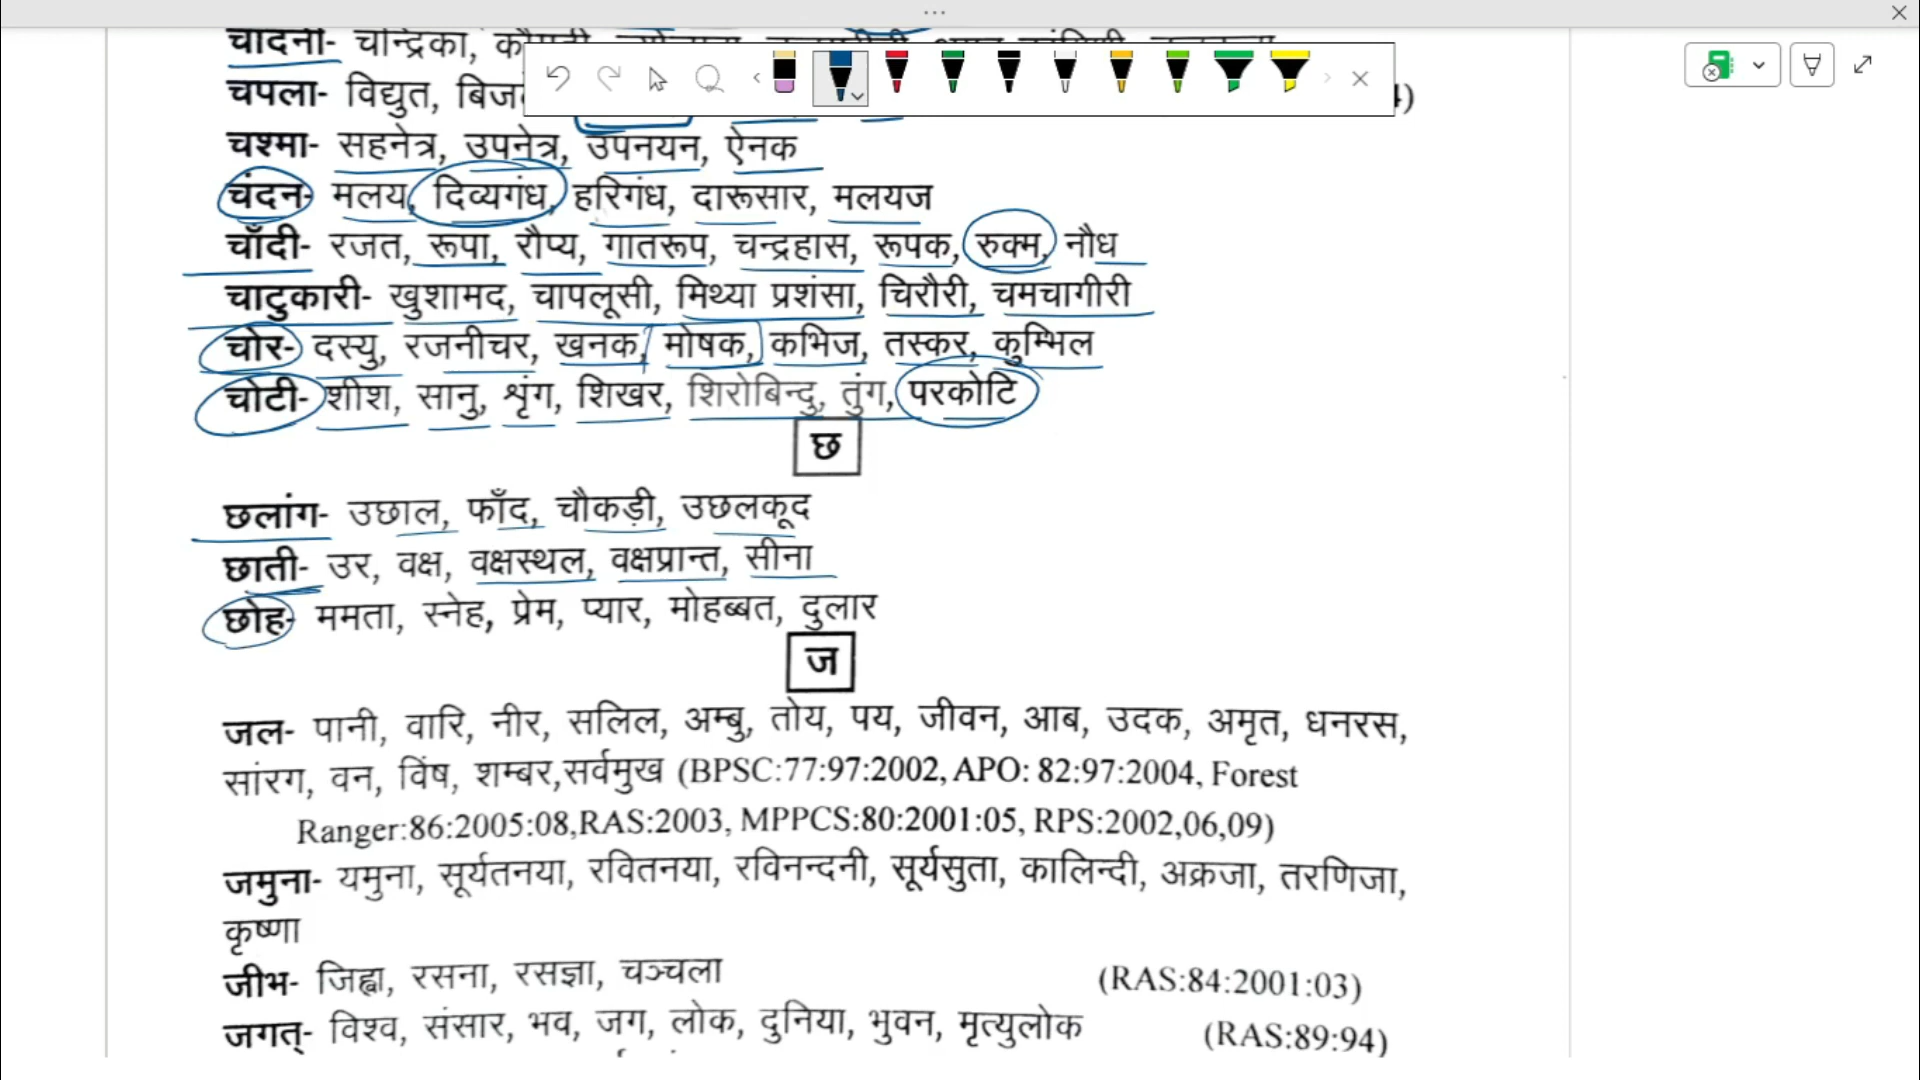 चाँदनी- चन्द्रिका,
चपला- विद्युत, 4)
चश्मा- सहनेत्र, उपनेत्र, उपनयन, ऐनक
चंदन- मलय, दिव्यगंध, हरिगंध, दारूसार, मलयज
चाँदी- रजत, रूपा, रौप्य, गातरूप, चन्द्रहास, रूपक, रुक्म, नौध
चाटुकारी- खुशामद, चापलूसी, मिथ्या प्रशंसा, चिरौरी, चमचागीरी
चोर- दस्यु, रजनीचर, खनक, मोषक, कभिज, तस्कर, कुम्भिल
चोटी- शीश, सानु, शृंग, शिखर, शिरोबिन्दु, तुंग, परकोटि
छ
छलांग- उछाल, फाँद, चौकड़ी, उछलकूद
छाती- उर, वक्ष, वक्षस्थल, वक्षप्रान्त, सीना
छोह- ममता, स्नेह, प्रेम, प्यार, मोहब्बत, दुलार
ज
जल- पानी, वारि, नीर, सलिल, अम्बु, तोय, पय, जीवन, आब, उदक, अमृत, धनरस,
सांरग, वन, विंष, शम्बर,सर्वमुख (BPSC:77:97:2002, APO: 82:97:2004, Forest
Ranger:86:2005:08,RAS:2003, MPPCS:80:2001:05, RPS:2002,06,09)
जमुना- यमुना, सूर्यतनया, रवितनया, रविनन्दनी, सूर्यसुता, कालिन्दी, अक्रजा, तरणिजा,
कृष्णा
जीभ- जिह्वा, रसना, रसज्ञा, चञ्चला (RAS:84:2001:03)
जगत्- विश्व, संसार, भव, जग, लोक, दुनिया, भुवन, मृत्युलोक (RAS:89:94)